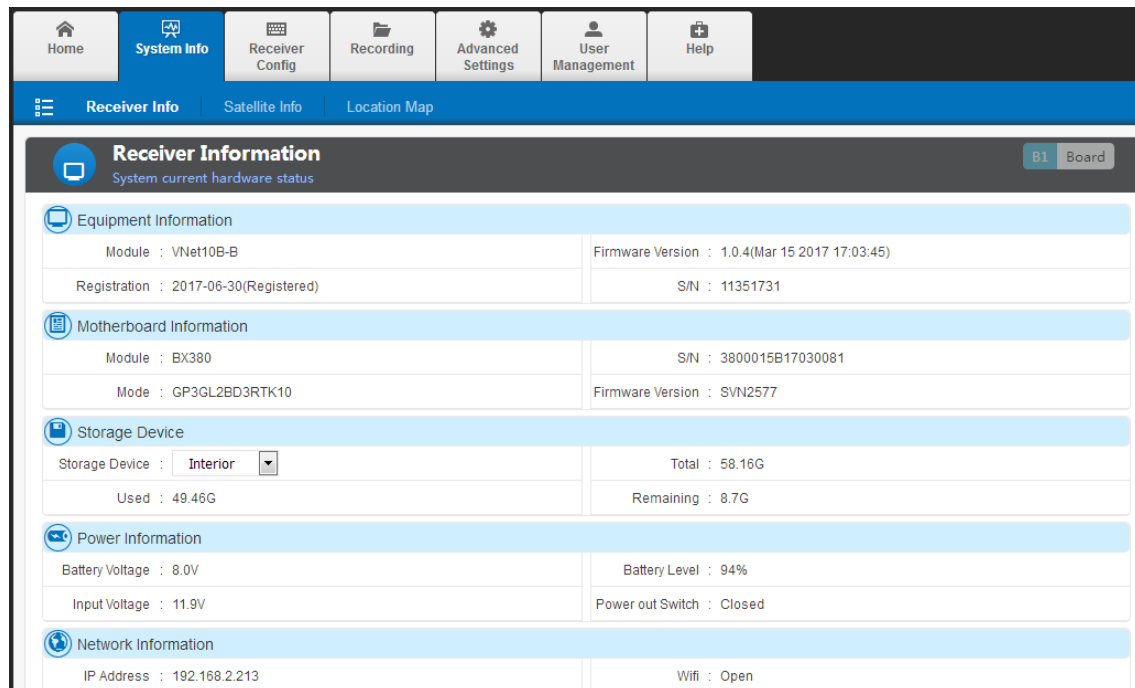 Home
System Info
Receiver
Config
Recording
Advanced
Settings
User
Management
Help
Receiver Info
Satellite Info
Location Map
Receiver Information
System current hardware status
B1 Board
Equipment Information
Module : VNet10B-B
Firmware Version : 1.0.4(Mar 15 2017 17:03:45)
Registration : 2017-06-30(Registered)
S/N : 11351731
Motherboard Information
Module : BX380
S/N : 3800015B17030081
Mode : GP3GL2BD3RTK10
Firmware Version : SVN2577
Storage Device
Storage Device : Interior
Total : 58.16G
Used : 49.46G
Remaining : 8.7G
Power Information
Battery Voltage : 8.0V
Battery Level : 94%
Input Voltage : 11.9V
Power out Switch : Closed
Network Information
IP Address : 192.168.2.213
Wifi : Open